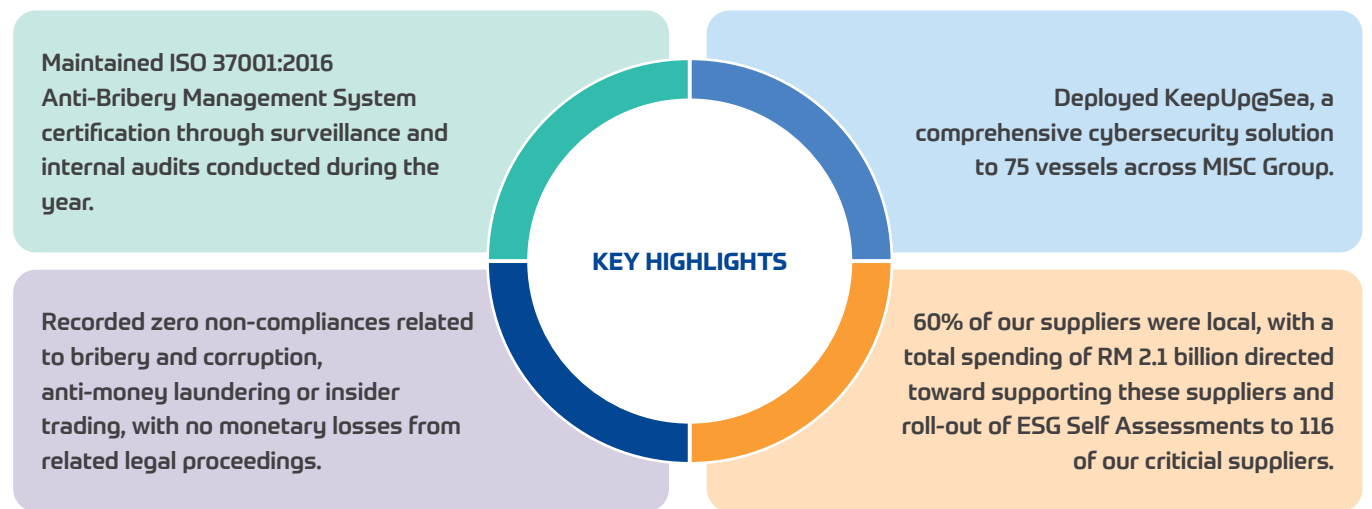 Maintained ISO 37001:2016
Anti-Bribery Management System
certification through surveillance and
internal audits conducted during the
year.
Deployed KeepUp@Sea, a
comprehensive cybersecurity solution
to 75 vessels across MISC Group.
KEY HIGHLIGHTS
Recorded zero non-compliances related
to bribery and corruption,
anti-money laundering or insider
trading, with no monetary losses from
related legal proceedings.
60% of our suppliers were local, with a
total spending of RM 2.1 billion directed
toward supporting these suppliers and
roll-out of ESG Self Assessments to 116
of our criticial suppliers.